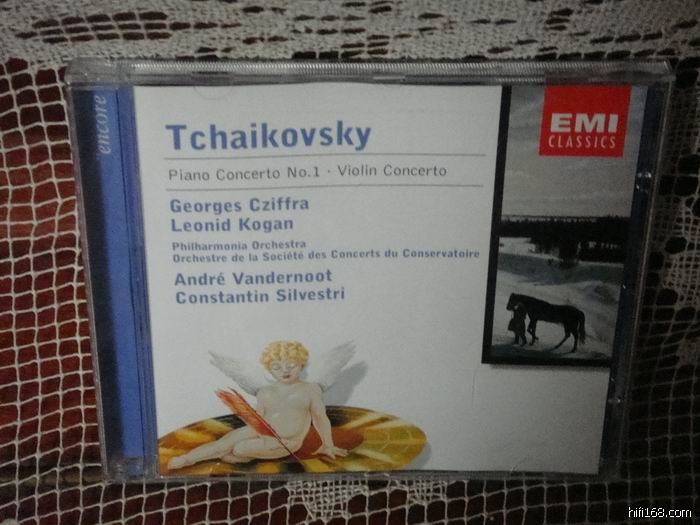 encore
Tchaikovsky
EMI
CLASSICS
Piano Concerto No.1 · Violin Concerto
Georges Cziffra
Leonid Kogan
Philharmonia Orchestra
Orchestre de la Société des Concerts du Conservatoire
André Vandernoot
Constantin Silvestri
hifi168.com